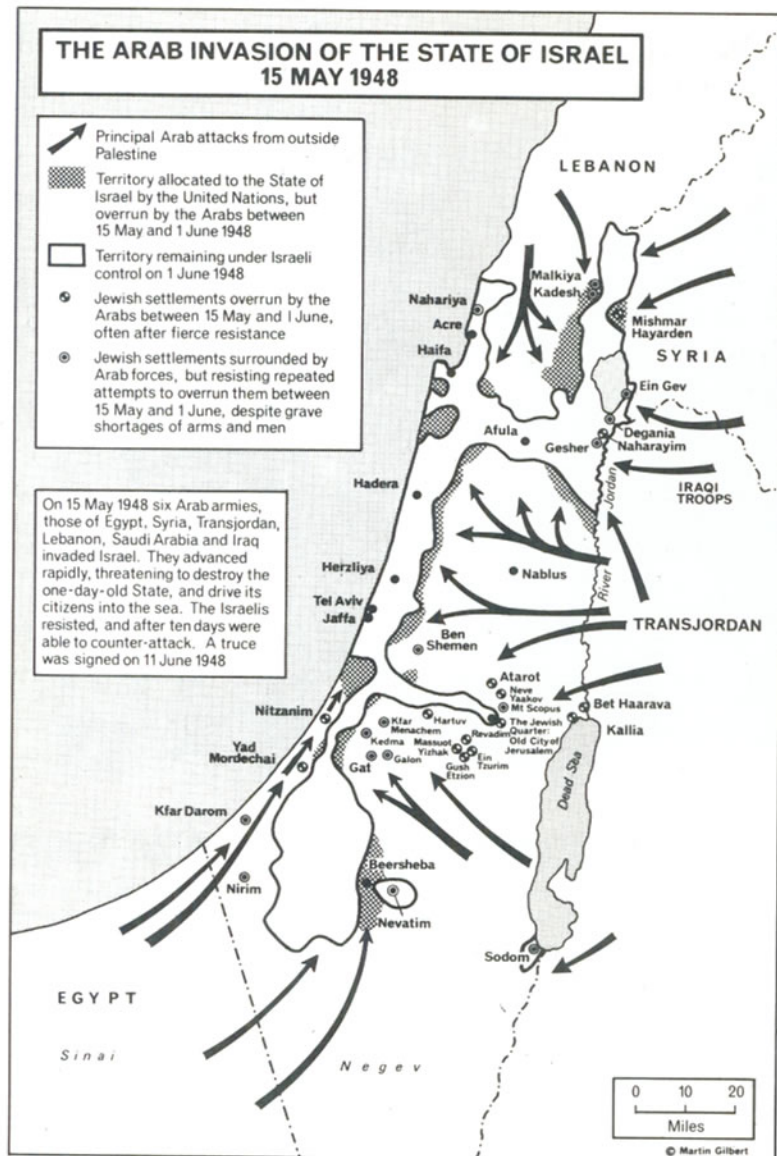 THE ARAB INVASION OF THE STATE OF ISRAEL
15 MAY 1948
Principal Arab attacks from outside
Palestine
Territory allocated to the State of
Israel by the United Nations, but
overrun by the Arabs between
15 May and 1 June 1948
Territory remaining under Israeli
control on 1 June 1948
Jewish settlements overrun by the
Arabs between 15 May and I June,
often after fierce resistance
Jewish settlements surrounded by
Arab forces, but resisting repeated
attempts to overrun them between
15 May and 1 June, despite grave
shortages of arms and men
On 15 May 1948 six Arab armies,
those of Egypt, Syria, Transjordan,
Lebanon, Saudi Arabia and Iraq
invaded Israel. They advanced
rapidly, threatening to destroy the
one-day-old State, and drive its
citizens into the sea. The Israelis
resisted, and after ten days were
able to counter-attack. A truce
was signed on 11 June 1948
LEBANON
Malkiya
Kadesh
Nahariya
Acre
Haifa
Mishmar
Hayarden
SYRIA
Ein Gev
Afula
Degania
Naharayim
Gesher
IRAQI
TROOPS
Hadera
River Jordan
Nablus
Herzliya
Tel Aviv
Jaffa
TRANSJORDAN
Ben
Shemen
Atarot
Neve
Yaakov
Mt Scopus
Bet Haarava
Kallia
Nitzanim
Kfar
Menachem
Hartuv
The Jewish
Quarter:
Old City of
Jerusalem
Revadim
Kedma
Massuot
Yizhak
Ein
Tzurim
Yad
Mordechai
Gat
Galon
Gush
Etzion
Dead Sea
Kfar Darom
Beersheba
Nirim
Nevatim
Sodom
EGYPT
Sinai
Negev
0 10 20
Miles
© Martin Gilbert